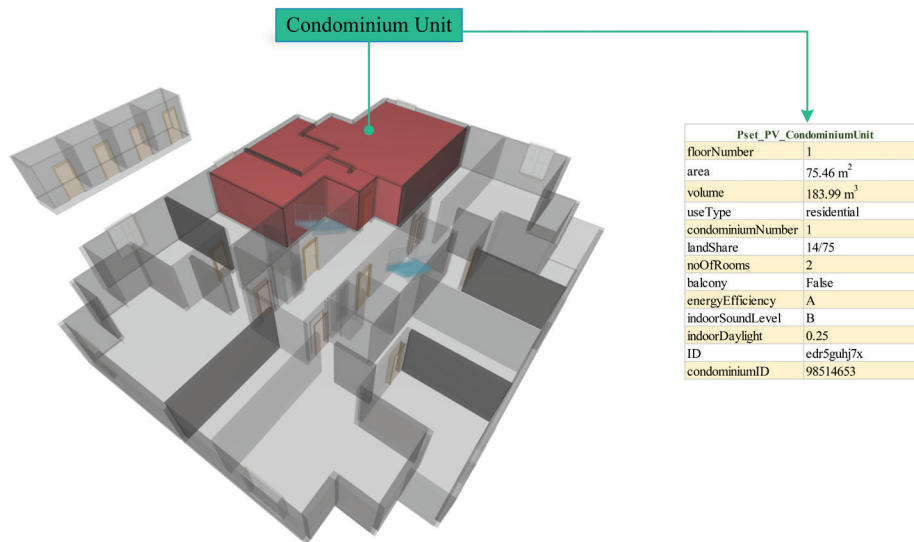 Condominium Unit
Pset_PV_CondominiumUnit
floorNumber 1
area 75.46 m²
volume 183.99 m³
useType residential
condominiumNumber 1
landShare 14/75
noOfRooms 2
balcony False
energyEfficiency A
indoorSoundLevel B
indoorDaylight 0.25
ID edr5guhj7x
condominiumID 98514653